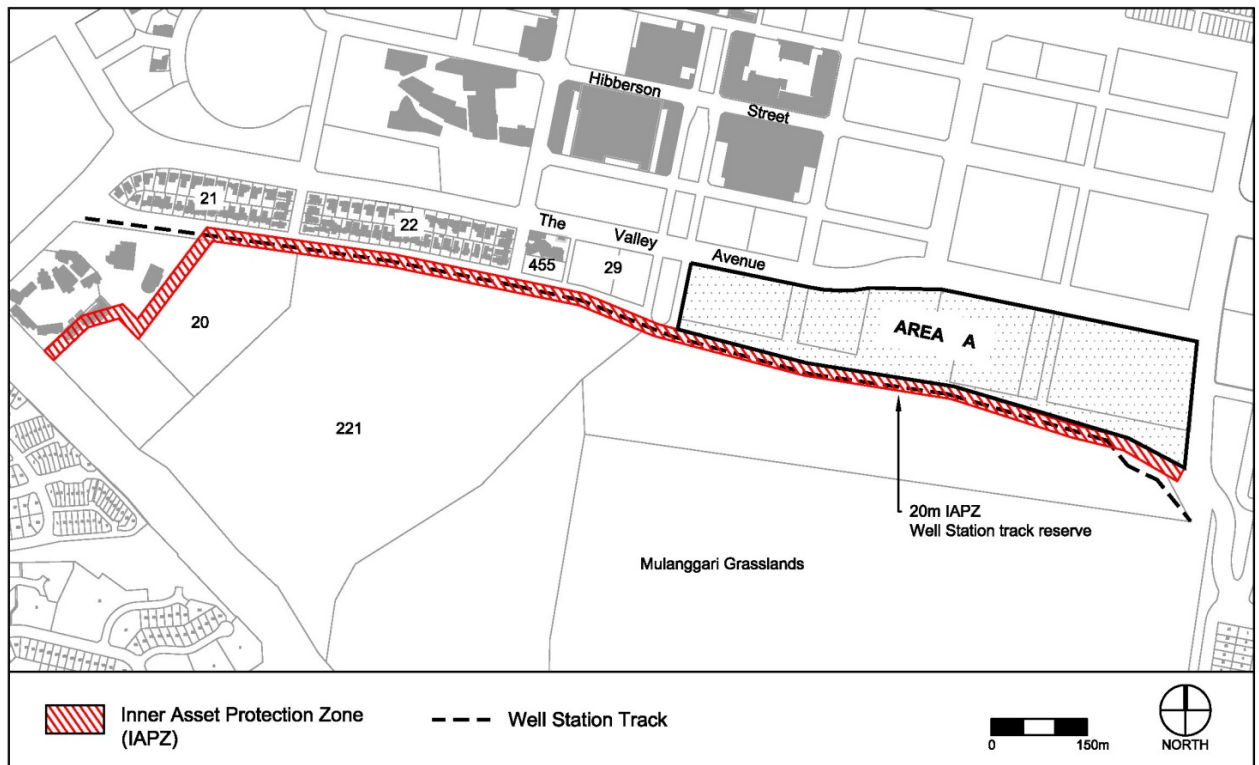 Hibberson
Street
21
22
The
Valley
Avenue
455
29
20
AREA A
221
20m IAPZ
Well Station track reserve
Mulanggari Grasslands
Inner Asset Protection Zone
(IAPZ)
Well Station Track
0 150m
NORTH